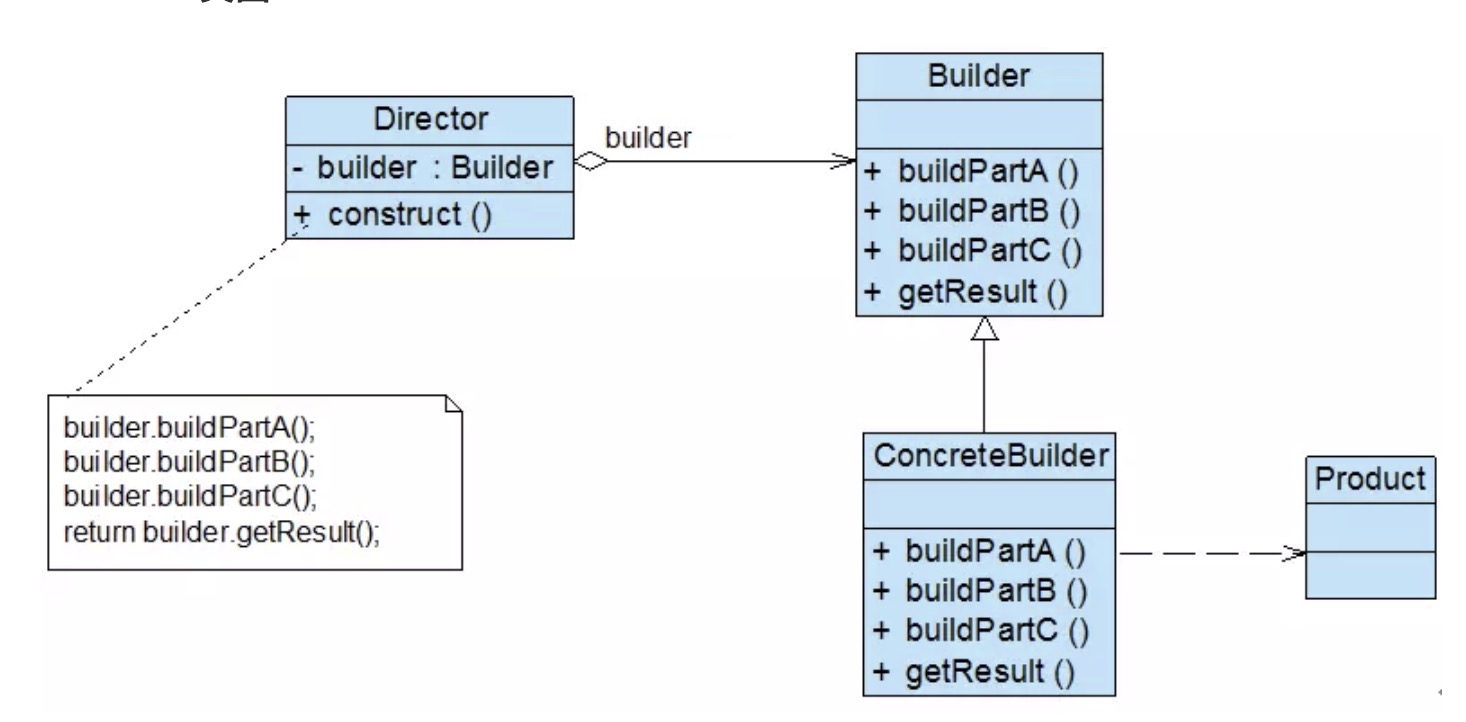 Director
- builder : Builder
+ construct ()
builder
Builder
+ buildPartA ()
+ buildPartB ()
+ buildPartC ()
+ getResult ()
builder.buildPartA();
builder.buildPartB();
builder.buildPartC();
return builder.getResult();
ConcreteBuilder
+ buildPartA ()
+ buildPartB ()
+ buildPartC ()
+ getResult ()
Product